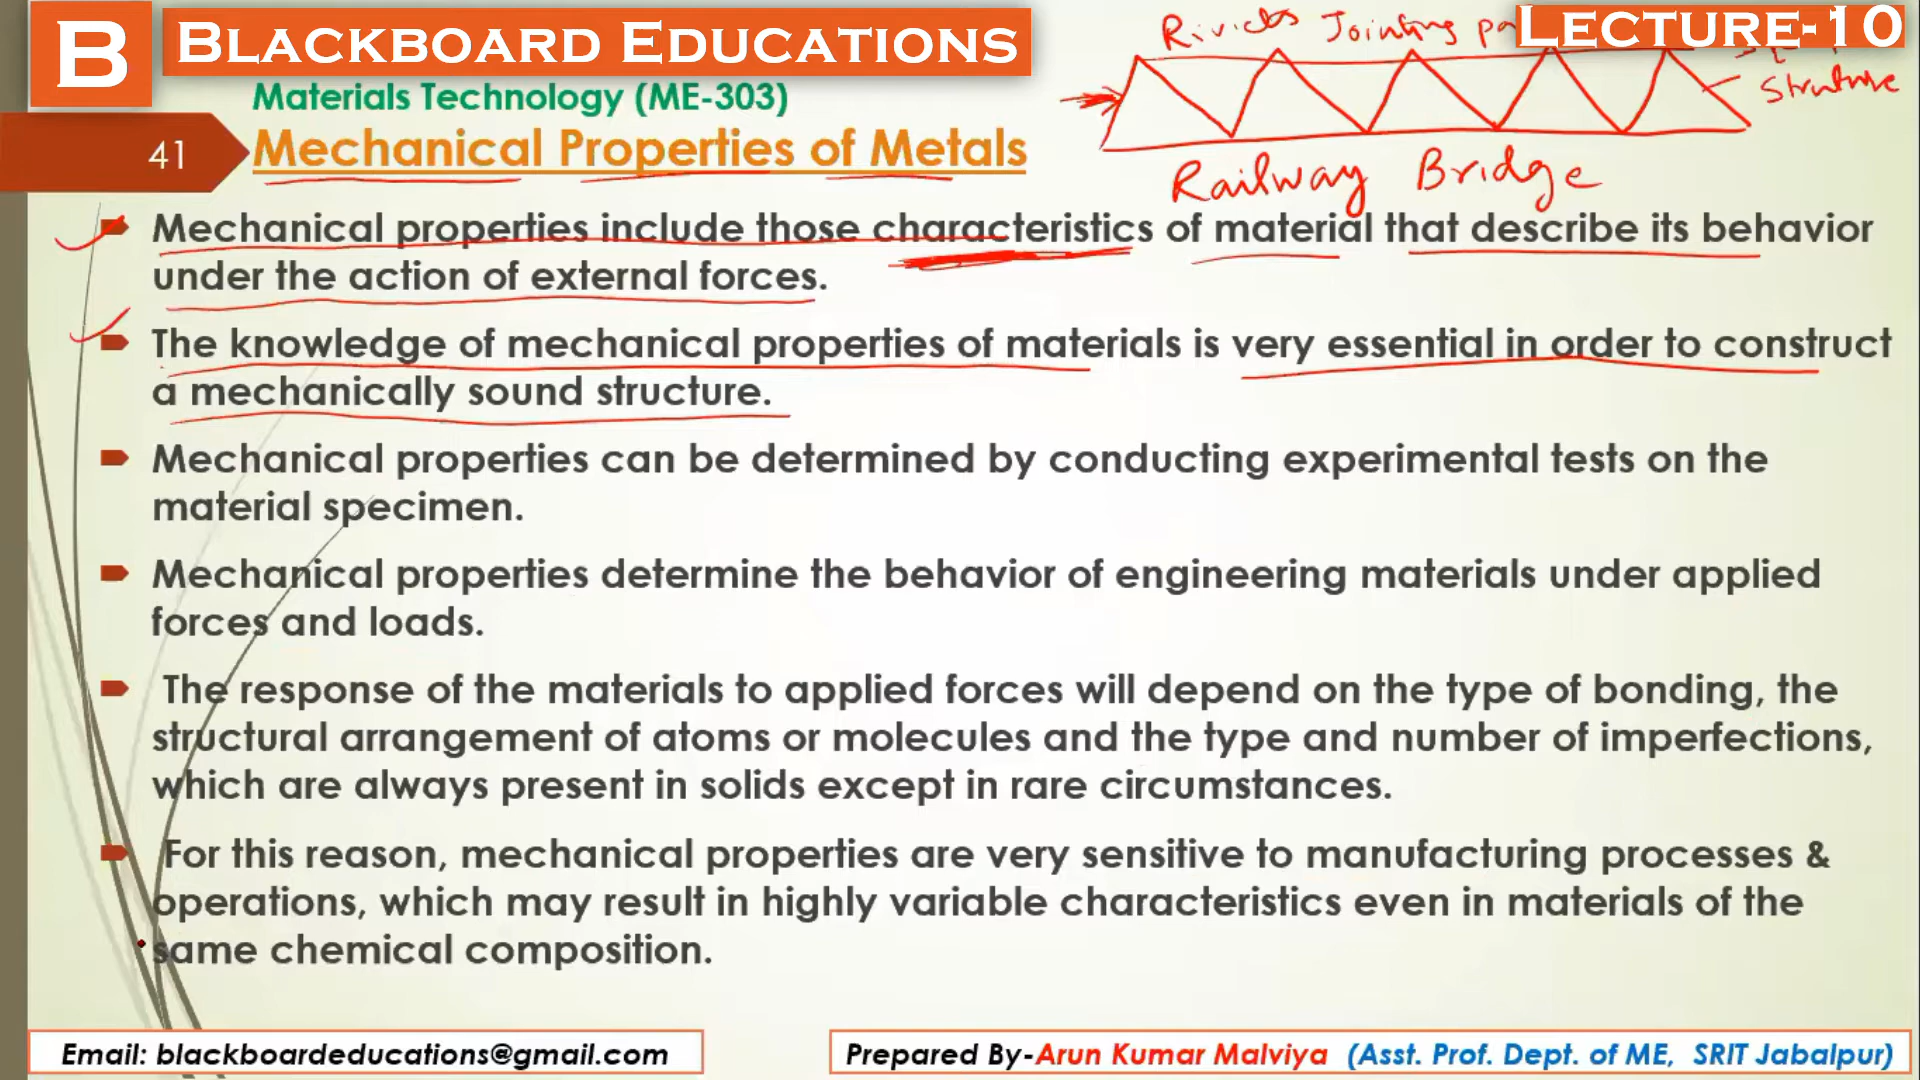 B BLACKBOARD EDUCATIONS
LECTURE-10
Rivicts Jointing
Structure
Materials Technology (ME-303)
41
Mechanical Properties of Metals
Railway Bridge
Mechanical properties include those characteristics of material that describe its behavior
under the action of external forces.
The knowledge of mechanical properties of materials is very essential in order to construct
a mechanically sound structure.
Mechanical properties can be determined by conducting experimental tests on the
material specimen.
Mechanical properties determine the behavior of engineering materials under applied
forces and loads.
The response of the materials to applied forces will depend on the type of bonding, the
structural arrangement of atoms or molecules and the type and number of imperfections,
which are always present in solids except in rare circumstances.
For this reason, mechanical properties are very sensitive to manufacturing processes &
operations, which may result in highly variable characteristics even in materials of the
same chemical composition.
Email: blackboardeducations@gmail.com
Prepared By-Arun Kumar Malviya (Asst. Prof. Dept. of ME, SRIT Jabalpur)